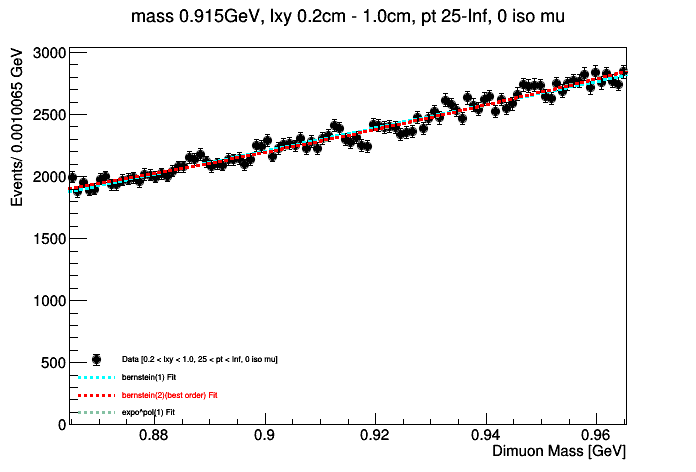 mass 0.915GeV, lxy 0.2cm - 1.0cm, pt 25-Inf, 0 iso mu
Events/ 0.0010065 GeV
3000
2500
2000
1500
1000
500
0
Data [0.2 < lxy < 1.0, 25 < pt < Inf, 0 iso mu]
bernstein(1) Fit
bernstein(2)(best order) Fit
expo*pol(1) Fit
0.88
0.9
0.92
0.94
0.96
Dimuon Mass [GeV]